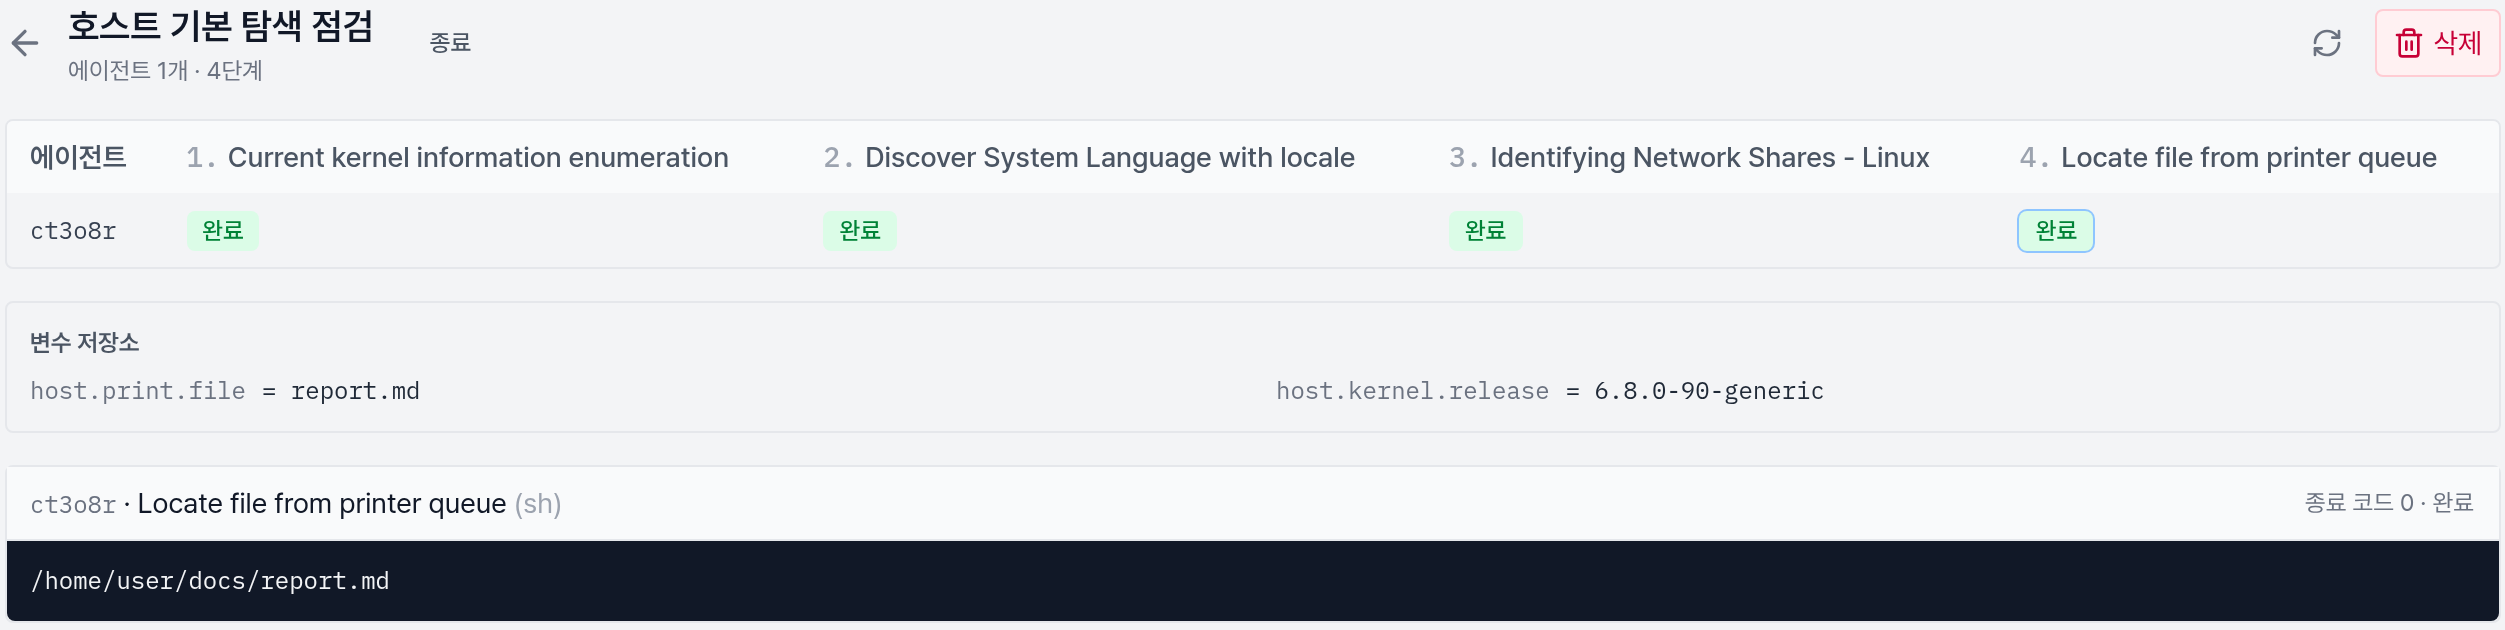 호스트 기본 탐색 점검
종료
에이전트 1개 · 4단계
삭제
에이전트 1. Current kernel information enumeration 2. Discover System Language with locale 3. Identifying Network Shares - Linux 4. Locate file from printer queue
ct3o8r 완료 완료 완료 완료
변수 저장소
host.print.file = report.md host.kernel.release = 6.8.0-90-generic
ct3o8r · Locate file from printer queue (sh) 종료 코드 0 · 완료
/home/user/docs/report.md